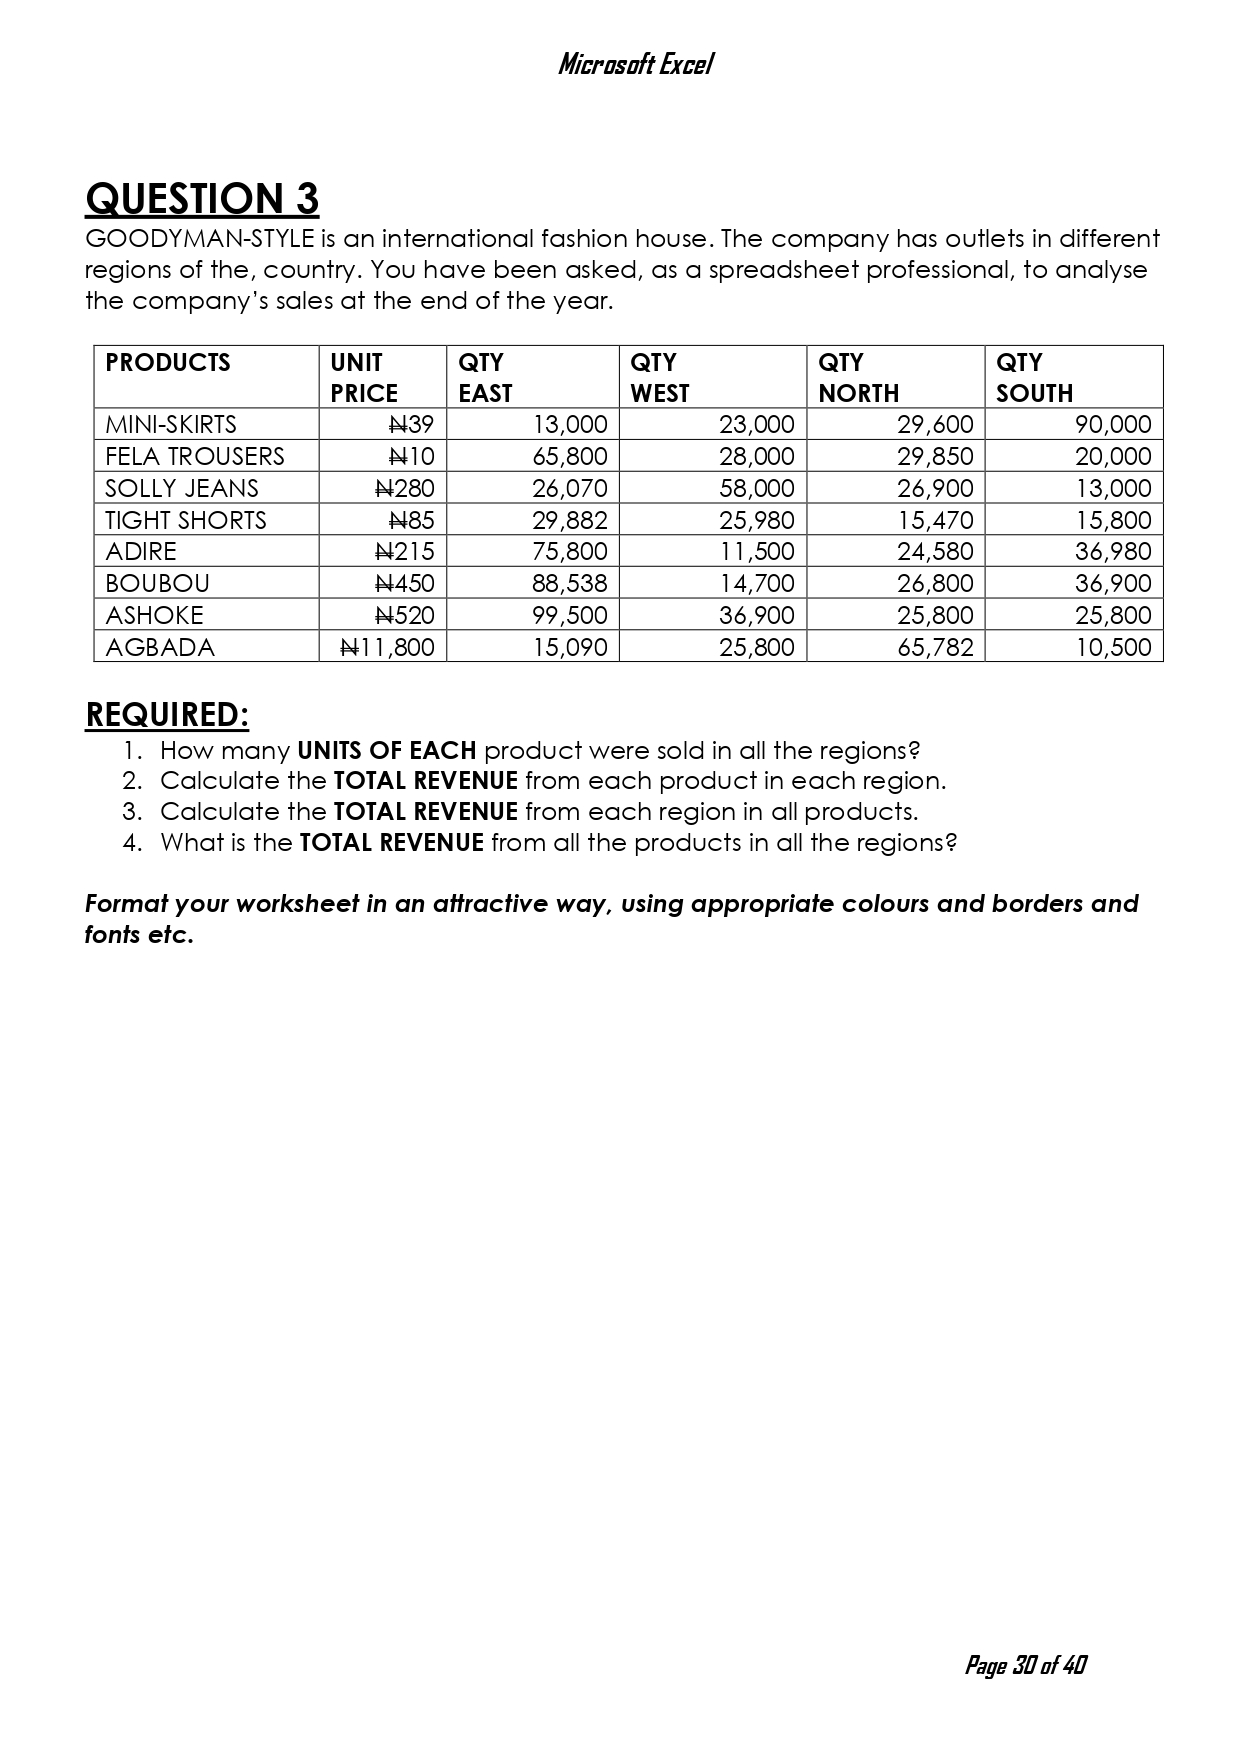 Microsoft Excel
QUESTION 3
GOODYMAN-STYLE is an international fashion house. The company has outlets in different
regions of the, country. You have been asked, as a spreadsheet professional, to analyse
the company's sales at the end of the year.
PRODUCTS UNIT PRICE QTY EAST QTY WEST QTY NORTH QTY SOUTH
MINI-SKIRTS ₦39 13,000 23,000 29,600 90,000
FELA TROUSERS ₦10 65,800 28,000 29,850 20,000
SOLLY JEANS ₦280 26,070 58,000 26,900 13,000
TIGHT SHORTS ₦85 29,882 25,980 15,470 15,800
ADIRE ₦215 75,800 11,500 24,580 36,980
BOUBOU ₦450 88,538 14,700 26,800 36,900
ASHOKE ₦520 99,500 36,900 25,800 25,800
AGBADA ₦11,800 15,090 25,800 65,782 10,500
REQUIRED:
1. How many UNITS OF EACH product were sold in all the regions?
2. Calculate the TOTAL REVENUE from each product in each region.
3. Calculate the TOTAL REVENUE from each region in all products.
4. What is the TOTAL REVENUE from all the products in all the regions?
Format your worksheet in an attractive way, using appropriate colours and borders and
fonts etc.
Page 30 of 40